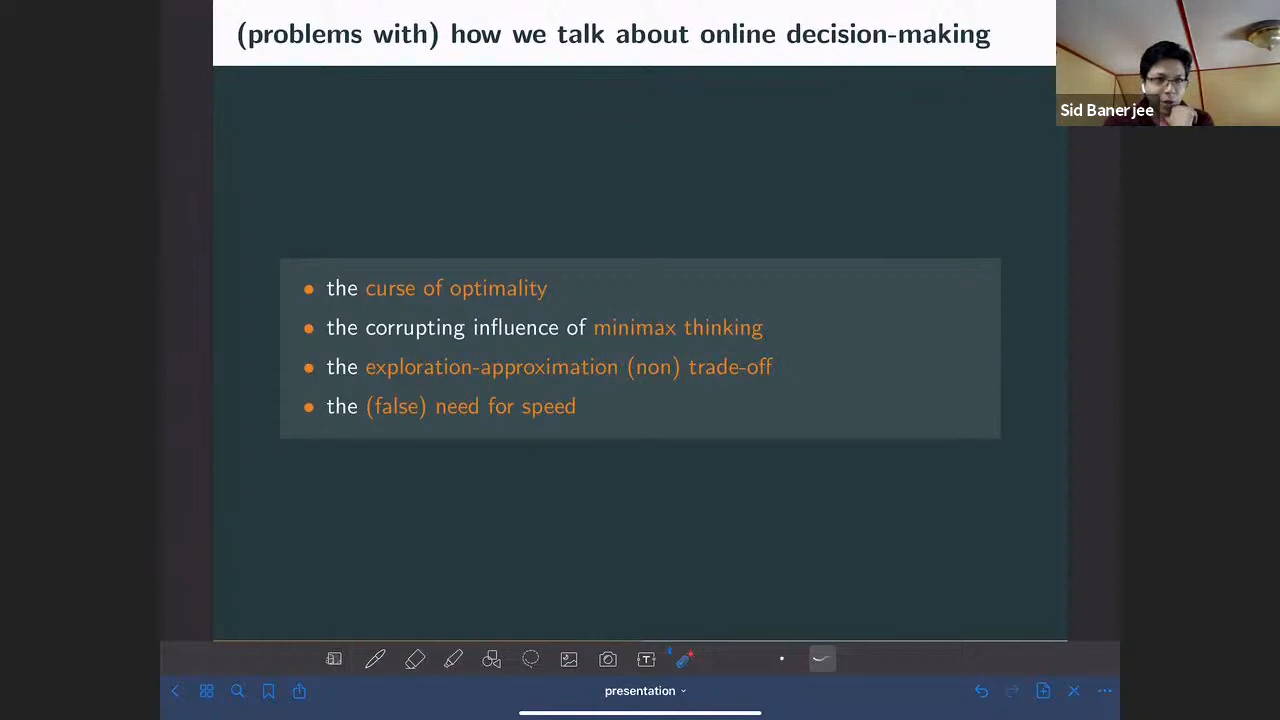 (problems with) how we talk about online decision-making
Sid Banerjee
• the curse of optimality
• the corrupting influence of minimax thinking
• the exploration-approximation (non) trade-off
• the (false) need for speed
T
presentation